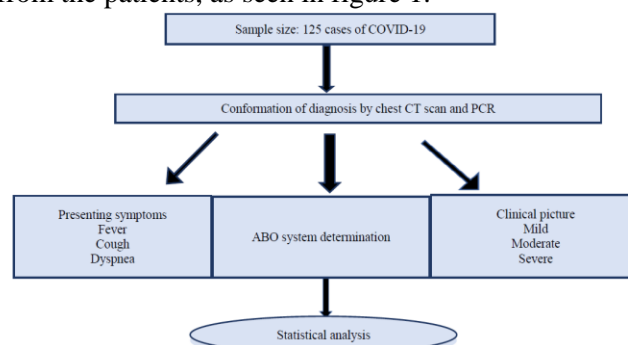 from the patients, as seen in figure 1.
Sample size: 125 cases of COVID-19
Conformation of diagnosis by chest CT scan and PCR
Presenting symptoms
Fever
Cough
Dyspnea
ABO system determination
Clinical picture
Mild
Moderate
Severe
Statistical analysis